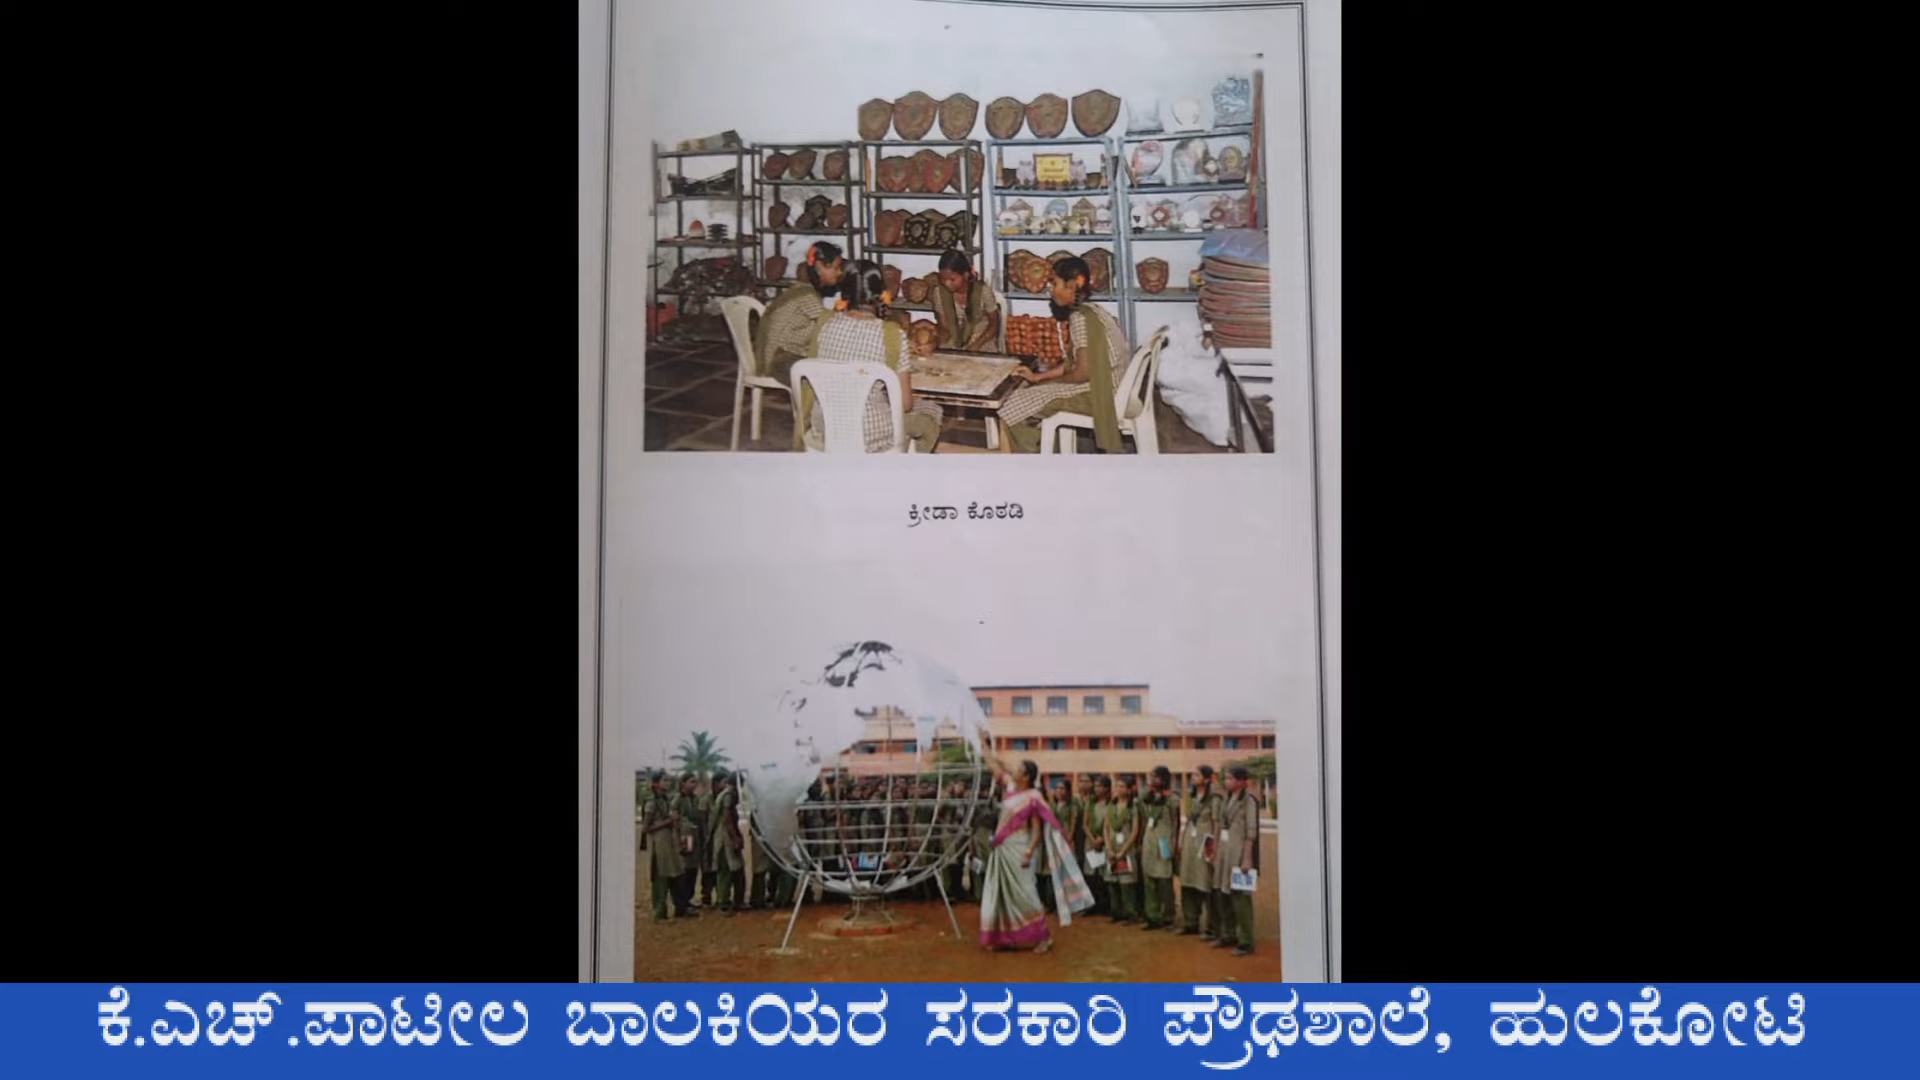 ಕ್ರೀಡಾ ಕೊಠಡಿ
ಕೆ.ಎಚ್.ಪಾಟೀಲ ಬಾಲಕಿಯರ ಸರಕಾರಿ ಪ್ರೌಢಶಾಲೆ, ಹುಲಕೋಟಿ